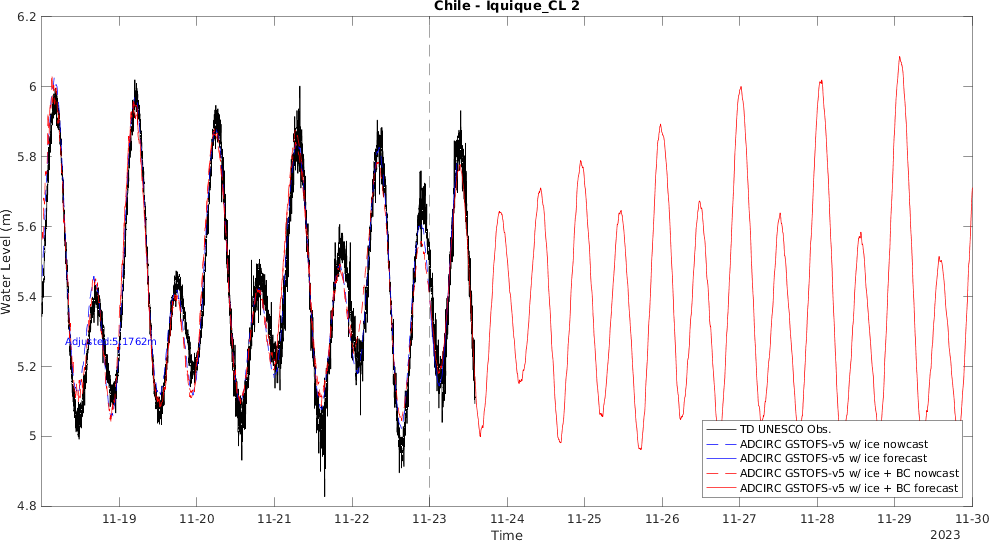 Chile - Iquique_CL 2
Water Level (m)
6.2
6
5.8
5.6
5.4
5.2
5
4.8
Adjusted:5.1762m
TD UNESCO Obs.
ADCIRC GSTOFS-v5 w/ ice nowcast
ADCIRC GSTOFS-v5 w/ ice forecast
ADCIRC GSTOFS-v5 w/ ice + BC nowcast
ADCIRC GSTOFS-v5 w/ ice + BC forecast
11-19 11-20 11-21 11-22 11-23 11-24 11-25 11-26 11-27 11-28 11-29 11-30
Time
2023